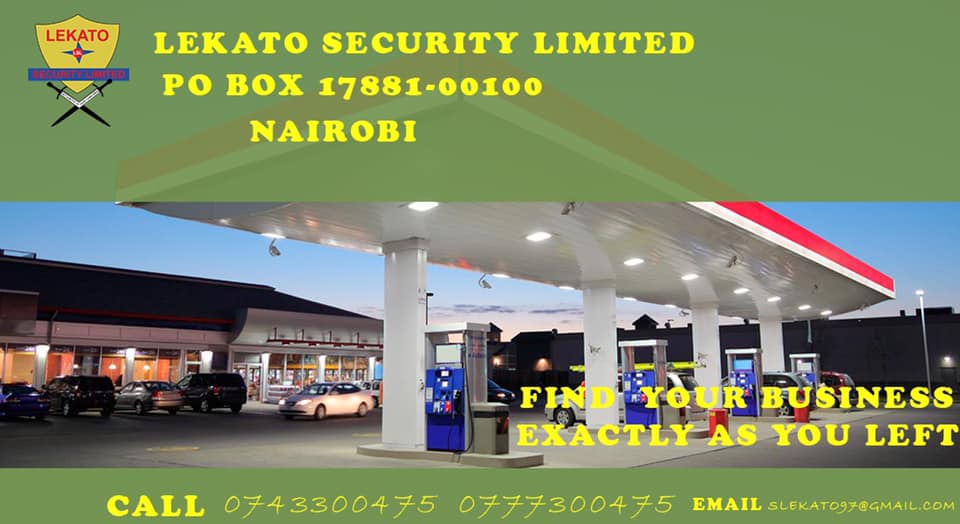 LEKATO
LSL
SECURITY LIMITED
LEKATO SECURITY LIMITED
PO BOX 17881-00100
NAIROBI
FIND YOUR BUSINESS
EXACTLY AS YOU LEFT
CALL 0743300475 0777300475 EMAIL SLEKATO97@GMAIL.COM